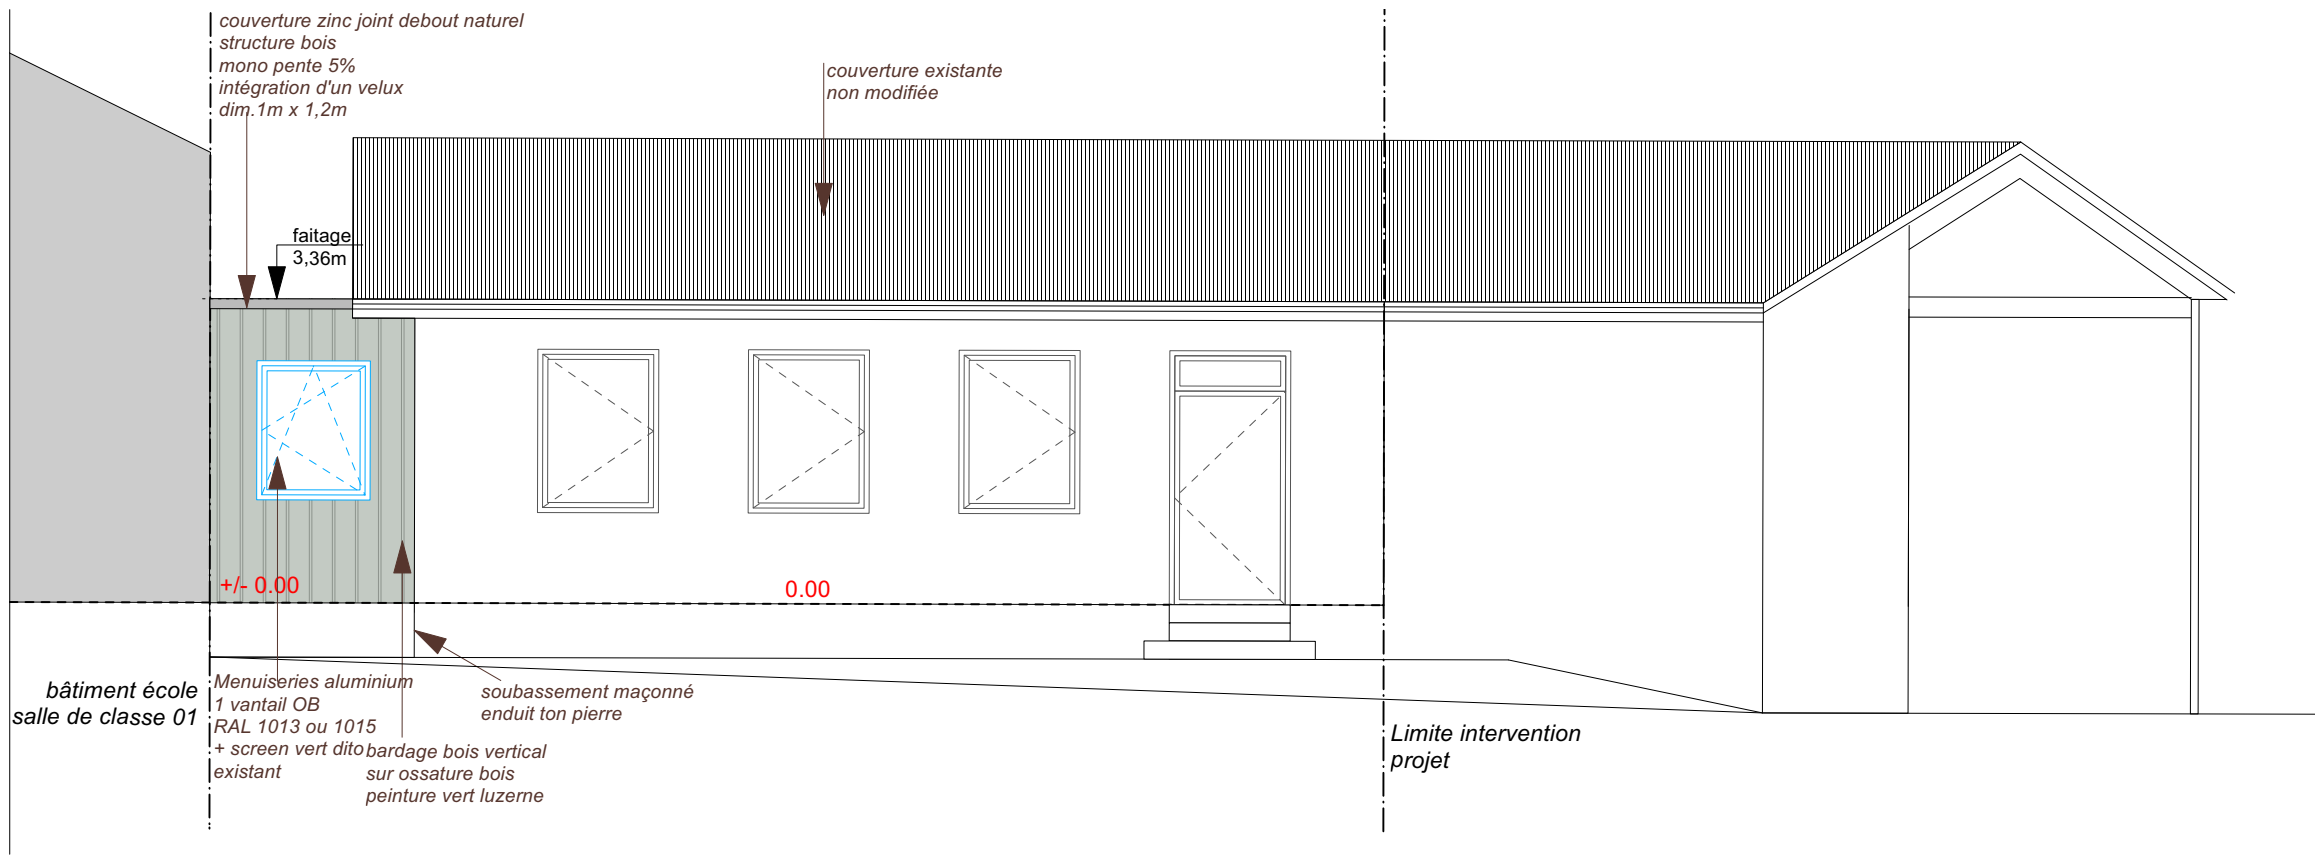 couverture zinc joint debout naturel
structure bois
mono pente 5%
intégration d'un velux
dim.1m x 1,2m
couverture existante
non modifiée
faitage
3,36m
+/- 0.00
0.00
bâtiment école
salle de classe 01
Menuiseries aluminium
1 vantail OB
RAL 1013 ou 1015
+ screen vert dito
existant
soubassement maçonné
enduit ton pierre
bardage bois vertical
sur ossature bois
peinture vert luzerne
Limite intervention
projet